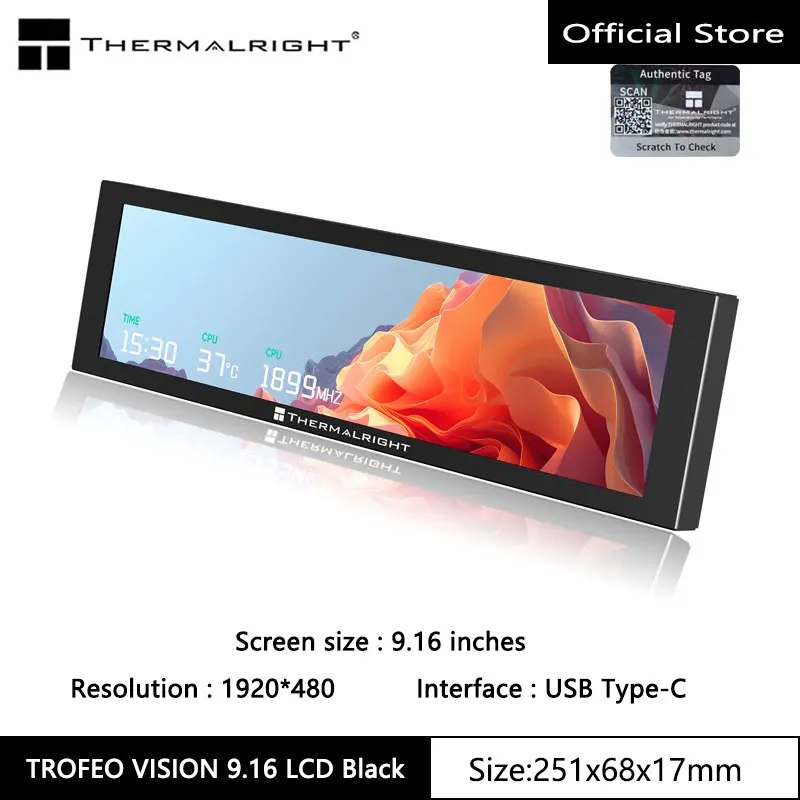 THERMALRIGHT®
Official Store
Authentic Tag
SCAN
THERMALRIGHT
Scratch To Check
TIME
15:30
CPU
37°C
CPU
1899MHZ
THERMALRIGHT
Screen size : 9.16 inches
Resolution : 1920*480
Interface : USB Type-C
TROFEO VISION 9.16 LCD Black
Size:251x68x17mm